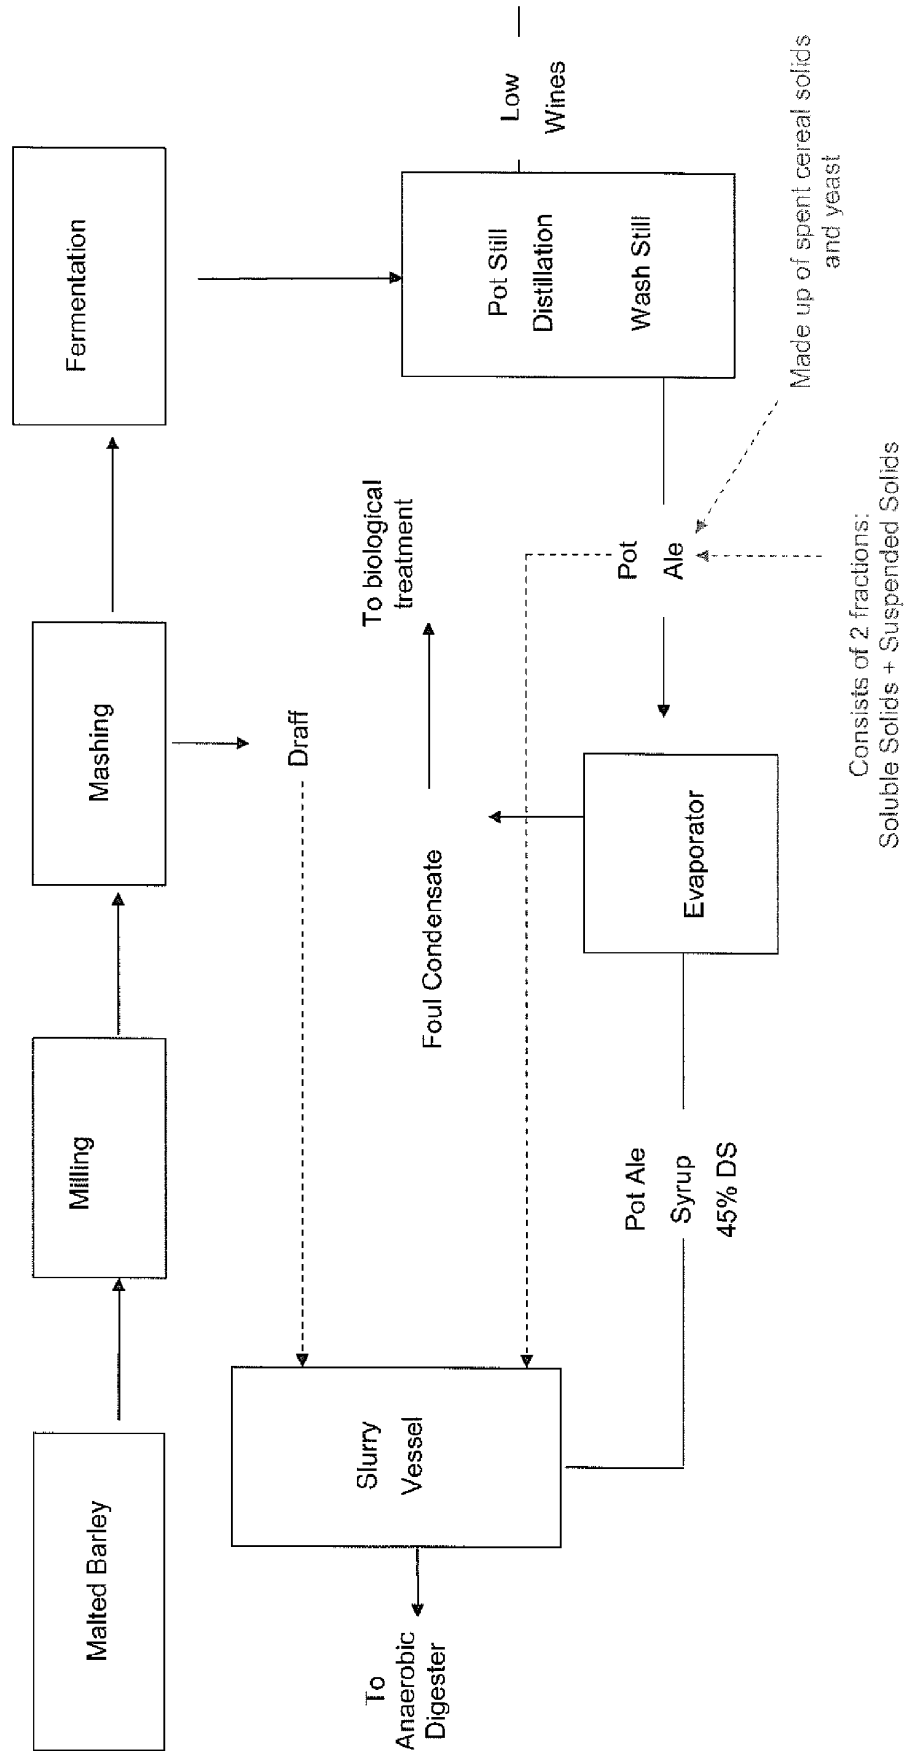 Malted Barley
Milling
Mashing
Fermentation
Draff
Slurry
Vessel
To
Anaerobic
Digester
Foul Condensate
To biological
treatment
Pot Still
Distillation
Wash Still
Low
Wines
Pot
Ale
Evaporator
Pot Ale
Syrup
45% DS
Made up of spent cereal solids
and yeast
Consists of 2 fractions:
Soluble Solids + Suspended Solids